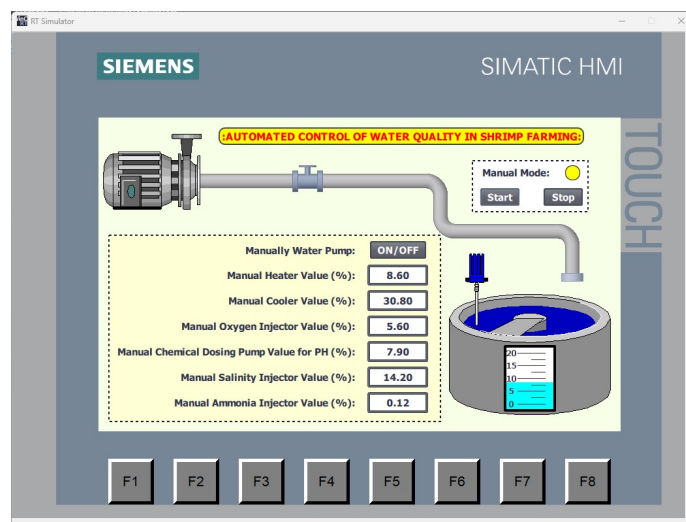 RT Simulator
SIEMENS
SIMATIC HMI
TOUCH
:AUTOMATED CONTROL OF WATER QUALITY IN SHRIMP FARMING:
Manual Mode:
Start Stop
Manually Water Pump: ON/OFF
Manual Heater Value (%): 8.60
Manual Cooler Value (%): 30.80
Manual Oxygen Injector Value (%): 5.60
Manual Chemical Dosing Pump Value for PH (%): 7.90
Manual Salinity Injector Value (%): 14.20
Manual Ammonia Injector Value (%): 0.12
20
15
10
5
0
F1 F2 F3 F4 F5 F6 F7 F8